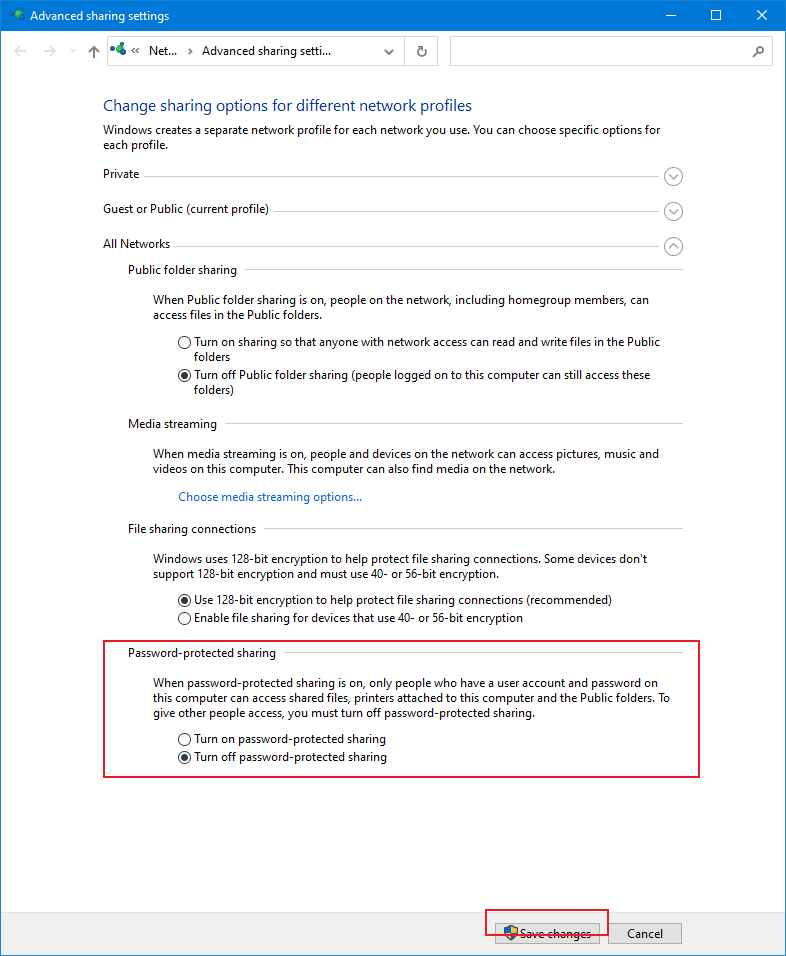 Advanced sharing settings
« Net... › Advanced sharing setti...
Change sharing options for different network profiles
Windows creates a separate network profile for each network you use. You can choose specific options for
each profile.
Private
Guest or Public (current profile)
All Networks
Public folder sharing
When Public folder sharing is on, people on the network, including homegroup members, can
access files in the Public folders.
Turn on sharing so that anyone with network access can read and write files in the Public
folders
Turn off Public folder sharing (people logged on to this computer can still access these
folders)
Media streaming
When media streaming is on, people and devices on the network can access pictures, music and
videos on this computer. This computer can also find media on the network.
Choose media streaming options...
File sharing connections
Windows uses 128-bit encryption to help protect file sharing connections. Some devices don't
support 128-bit encryption and must use 40- or 56-bit encryption.
Use 128-bit encryption to help protect file sharing connections (recommended)
Enable file sharing for devices that use 40- or 56-bit encryption
Password-protected sharing
When password-protected sharing is on, only people who have a user account and password on
this computer can access shared files, printers attached to this computer and the Public folders. To
give other people access, you must turn off password-protected sharing.
Turn on password-protected sharing
Turn off password-protected sharing
Save changes
Cancel